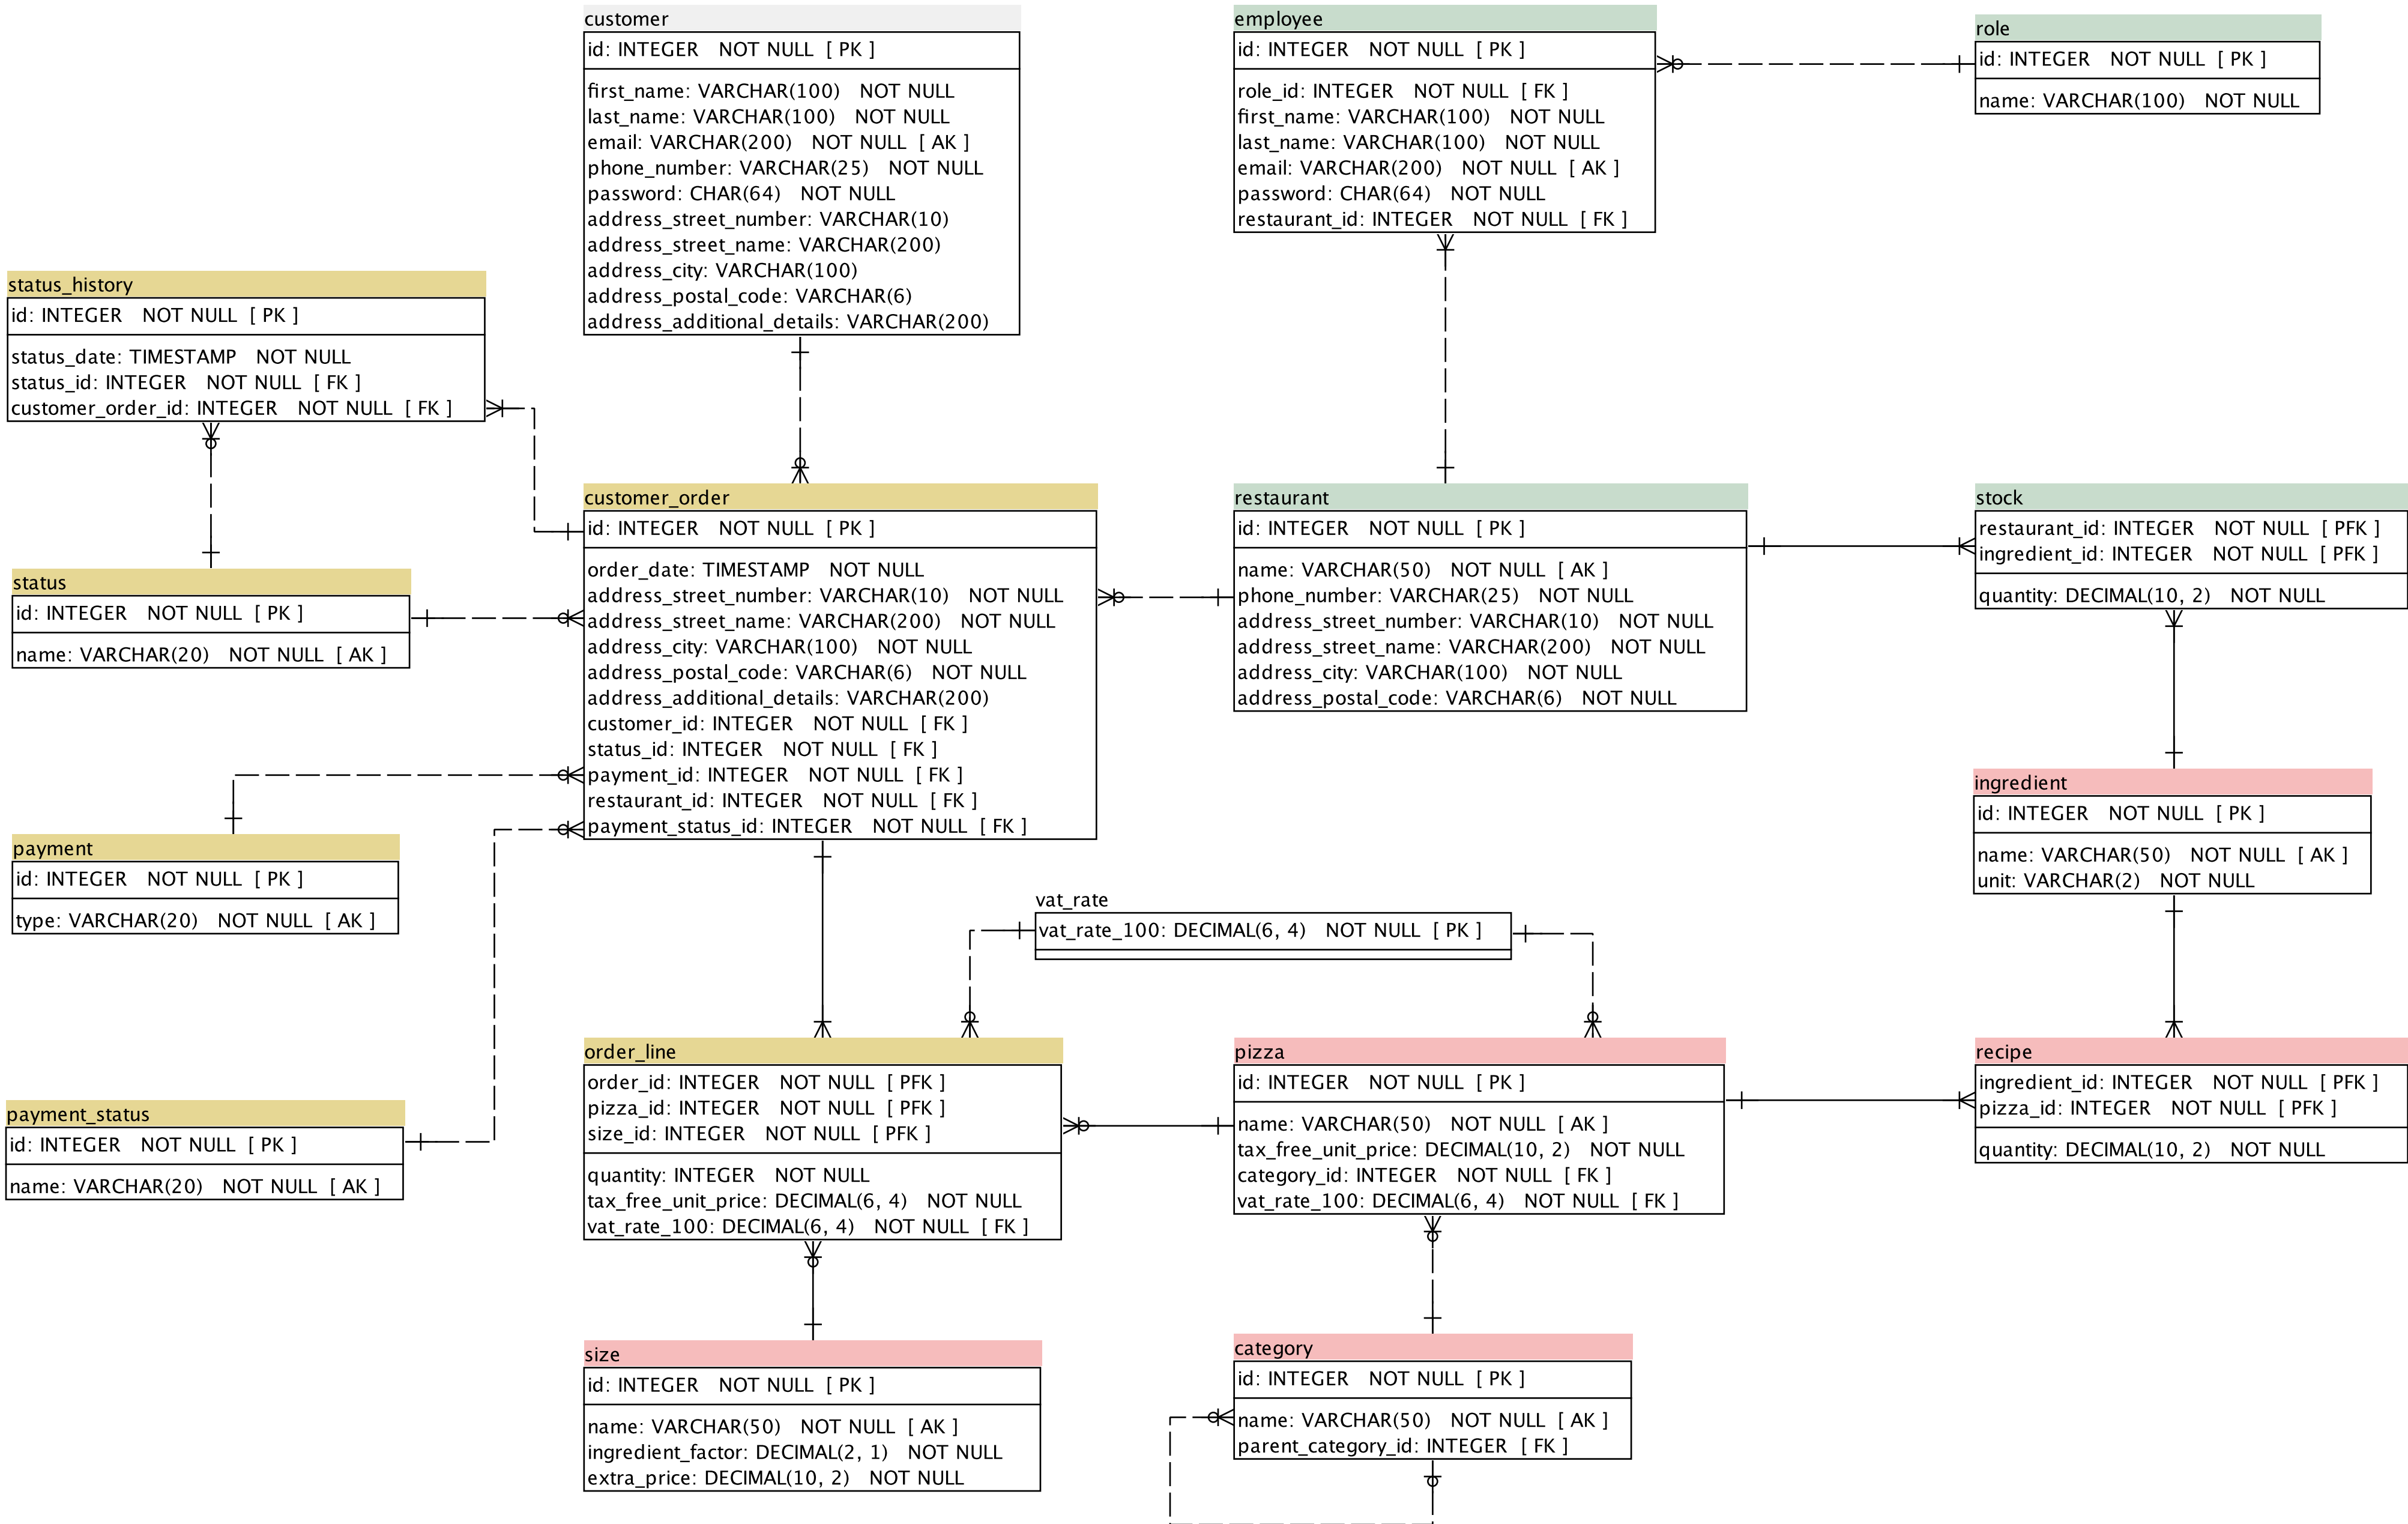 customer
id: INTEGER NOT NULL [ PK ]
first_name: VARCHAR(100) NOT NULL
last_name: VARCHAR(100) NOT NULL
email: VARCHAR(200) NOT NULL [ AK ]
phone_number: VARCHAR(25) NOT NULL
password: CHAR(64) NOT NULL
address_street_number: VARCHAR(10)
address_street_name: VARCHAR(200)
address_city: VARCHAR(100)
address_postal_code: VARCHAR(6)
address_additional_details: VARCHAR(200)
employee
id: INTEGER NOT NULL [ PK ]
role_id: INTEGER NOT NULL [ FK ]
first_name: VARCHAR(100) NOT NULL
last_name: VARCHAR(100) NOT NULL
email: VARCHAR(200) NOT NULL [ AK ]
password: CHAR(64) NOT NULL
restaurant_id: INTEGER NOT NULL [ FK ]
role
id: INTEGER NOT NULL [ PK ]
name: VARCHAR(100) NOT NULL
status_history
id: INTEGER NOT NULL [ PK ]
status_date: TIMESTAMP NOT NULL
status_id: INTEGER NOT NULL [ FK ]
customer_order_id: INTEGER NOT NULL [ FK ]
customer_order
id: INTEGER NOT NULL [ PK ]
order_date: TIMESTAMP NOT NULL
address_street_number: VARCHAR(10) NOT NULL
address_street_name: VARCHAR(200) NOT NULL
address_city: VARCHAR(100) NOT NULL
address_postal_code: VARCHAR(6) NOT NULL
address_additional_details: VARCHAR(200)
customer_id: INTEGER NOT NULL [ FK ]
status_id: INTEGER NOT NULL [ FK ]
payment_id: INTEGER NOT NULL [ FK ]
restaurant_id: INTEGER NOT NULL [ FK ]
payment_status_id: INTEGER NOT NULL [ FK ]
restaurant
id: INTEGER NOT NULL [ PK ]
name: VARCHAR(50) NOT NULL [ AK ]
phone_number: VARCHAR(25) NOT NULL
address_street_number: VARCHAR(10) NOT NULL
address_street_name: VARCHAR(200) NOT NULL
address_city: VARCHAR(100) NOT NULL
address_postal_code: VARCHAR(6) NOT NULL
stock
restaurant_id: INTEGER NOT NULL [ PFK ]
ingredient_id: INTEGER NOT NULL [ PFK ]
quantity: DECIMAL(10, 2) NOT NULL
status
id: INTEGER NOT NULL [ PK ]
name: VARCHAR(20) NOT NULL [ AK ]
ingredient
id: INTEGER NOT NULL [ PK ]
name: VARCHAR(50) NOT NULL [ AK ]
unit: VARCHAR(2) NOT NULL
payment
id: INTEGER NOT NULL [ PK ]
type: VARCHAR(20) NOT NULL [ AK ]
vat_rate
vat_rate_100: DECIMAL(6, 4) NOT NULL [ PK ]
order_line
order_id: INTEGER NOT NULL [ PFK ]
pizza_id: INTEGER NOT NULL [ PFK ]
size_id: INTEGER NOT NULL [ PFK ]
quantity: INTEGER NOT NULL
tax_free_unit_price: DECIMAL(6, 4) NOT NULL
vat_rate_100: DECIMAL(6, 4) NOT NULL [ FK ]
pizza
id: INTEGER NOT NULL [ PK ]
name: VARCHAR(50) NOT NULL [ AK ]
tax_free_unit_price: DECIMAL(10, 2) NOT NULL
category_id: INTEGER NOT NULL [ FK ]
vat_rate_100: DECIMAL(6, 4) NOT NULL [ FK ]
recipe
ingredient_id: INTEGER NOT NULL [ PFK ]
pizza_id: INTEGER NOT NULL [ PFK ]
quantity: DECIMAL(10, 2) NOT NULL
payment_status
id: INTEGER NOT NULL [ PK ]
name: VARCHAR(20) NOT NULL [ AK ]
size
id: INTEGER NOT NULL [ PK ]
name: VARCHAR(50) NOT NULL [ AK ]
ingredient_factor: DECIMAL(2, 1) NOT NULL
extra_price: DECIMAL(10, 2) NOT NULL
category
id: INTEGER NOT NULL [ PK ]
name: VARCHAR(50) NOT NULL [ AK ]
parent_category_id: INTEGER [ FK ]